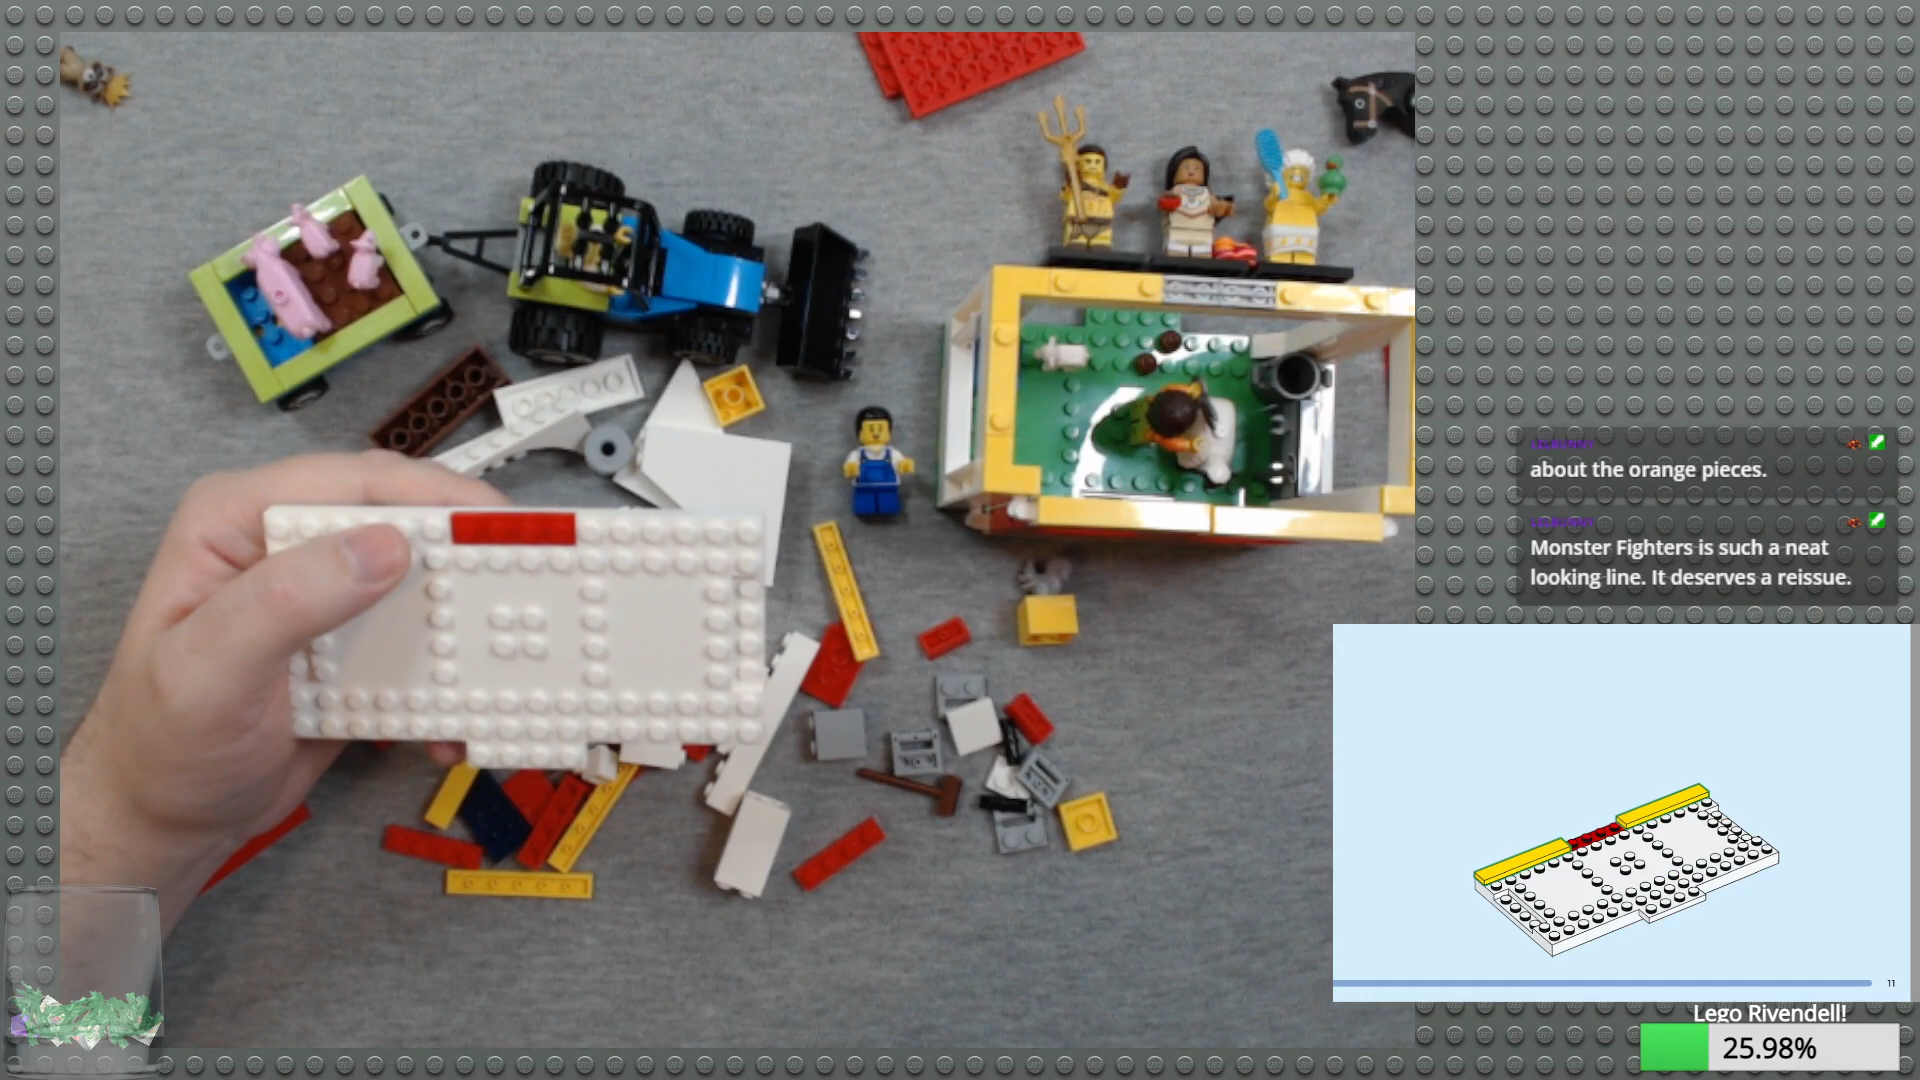 about the orange pieces.
Monster Fighters is such a neat
looking line. It deserves a reissue.
11
Lego Rivendell!
25.98%